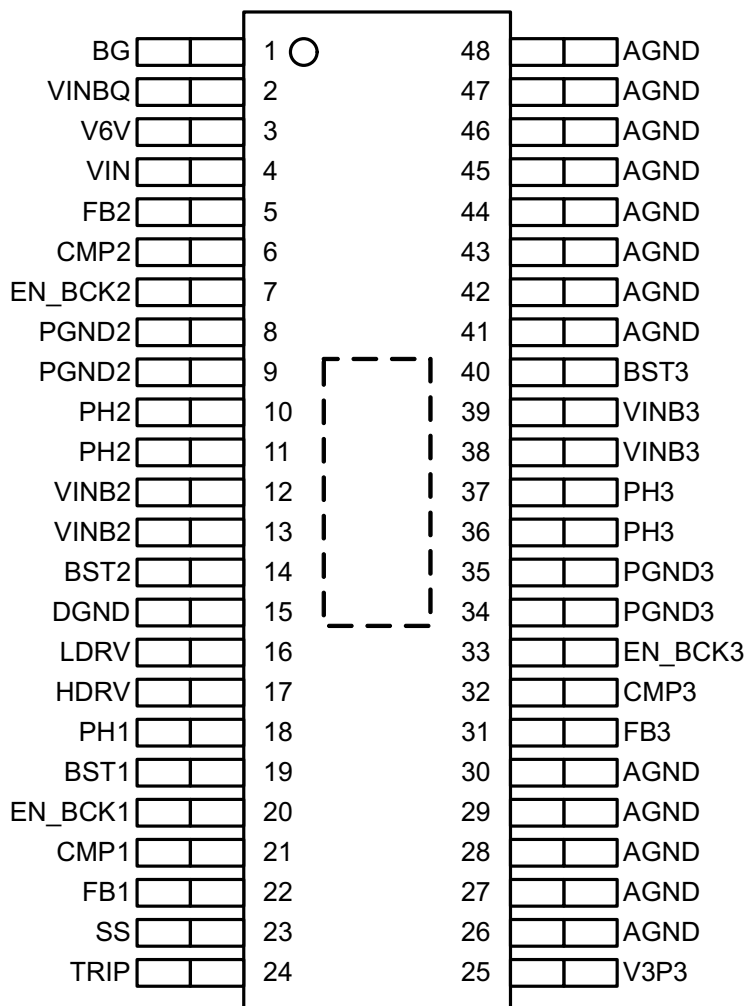 BG 1 48 AGND
VINBQ 2 47 AGND
V6V 3 46 AGND
VIN 4 45 AGND
FB2 5 44 AGND
CMP2 6 43 AGND
EN_BCK2 7 42 AGND
PGND2 8 41 AGND
PGND2 9 40 BST3
PH2 10 39 VINB3
PH2 11 38 VINB3
VINB2 12 37 PH3
VINB2 13 36 PH3
BST2 14 35 PGND3
DGND 15 34 PGND3
LDRV 16 33 EN_BCK3
HDRV 17 32 CMP3
PH1 18 31 FB3
BST1 19 30 AGND
EN_BCK1 20 29 AGND
CMP1 21 28 AGND
FB1 22 27 AGND
SS 23 26 AGND
TRIP 24 25 V3P3